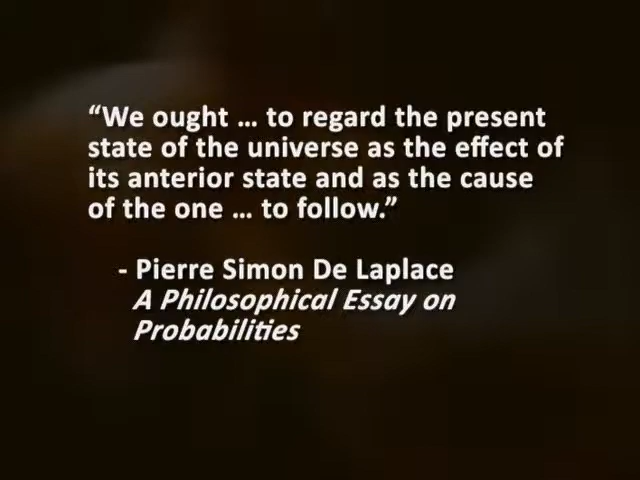 “We ought … to regard the present
state of the universe as the effect of
its anterior state and as the cause
of the one … to follow.”
- Pierre Simon De Laplace
A Philosophical Essay on
Probabilities